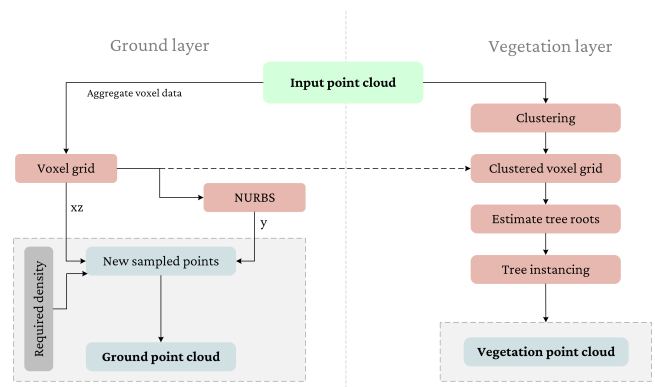 Ground layer
Vegetation layer
Input point cloud
Aggregate voxel data
Clustering
Voxel grid
Clustered voxel grid
NURBS
xz
y
Estimate tree roots
New sampled points
Required density
Tree instancing
Ground point cloud
Vegetation point cloud